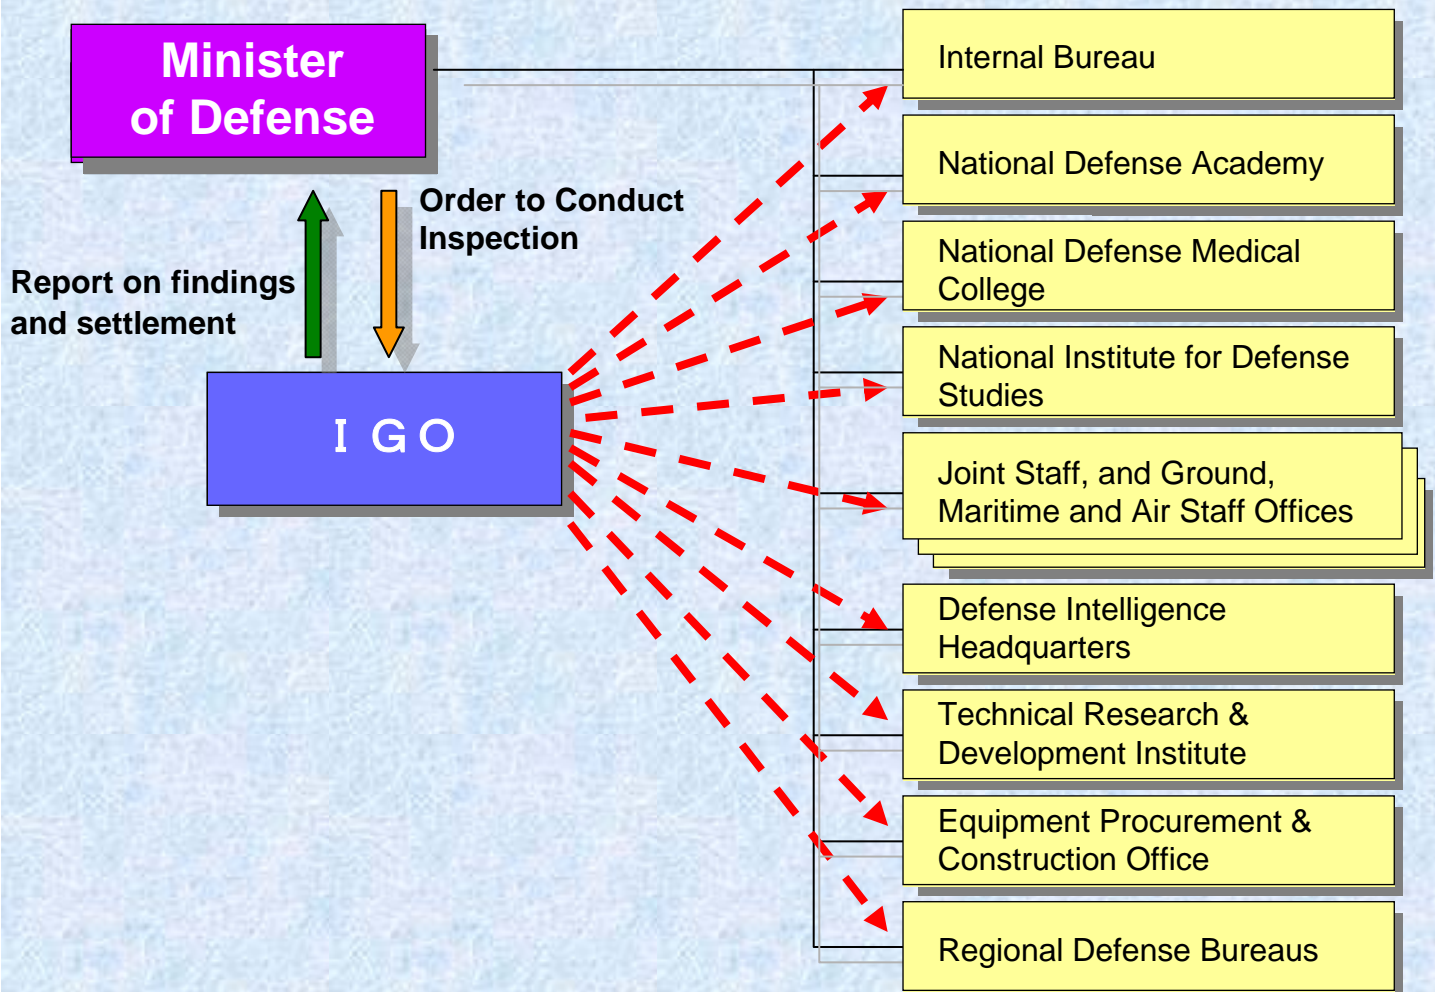 Minister
of Defense
Order to Conduct
Inspection
Report on findings
and settlement
I G O
Internal Bureau
National Defense Academy
National Defense Medical
College
National Institute for Defense
Studies
Joint Staff, and Ground,
Maritime and Air Staff Offices
Defense Intelligence
Headquarters
Technical Research &
Development Institute
Equipment Procurement &
Construction Office
Regional Defense Bureaus